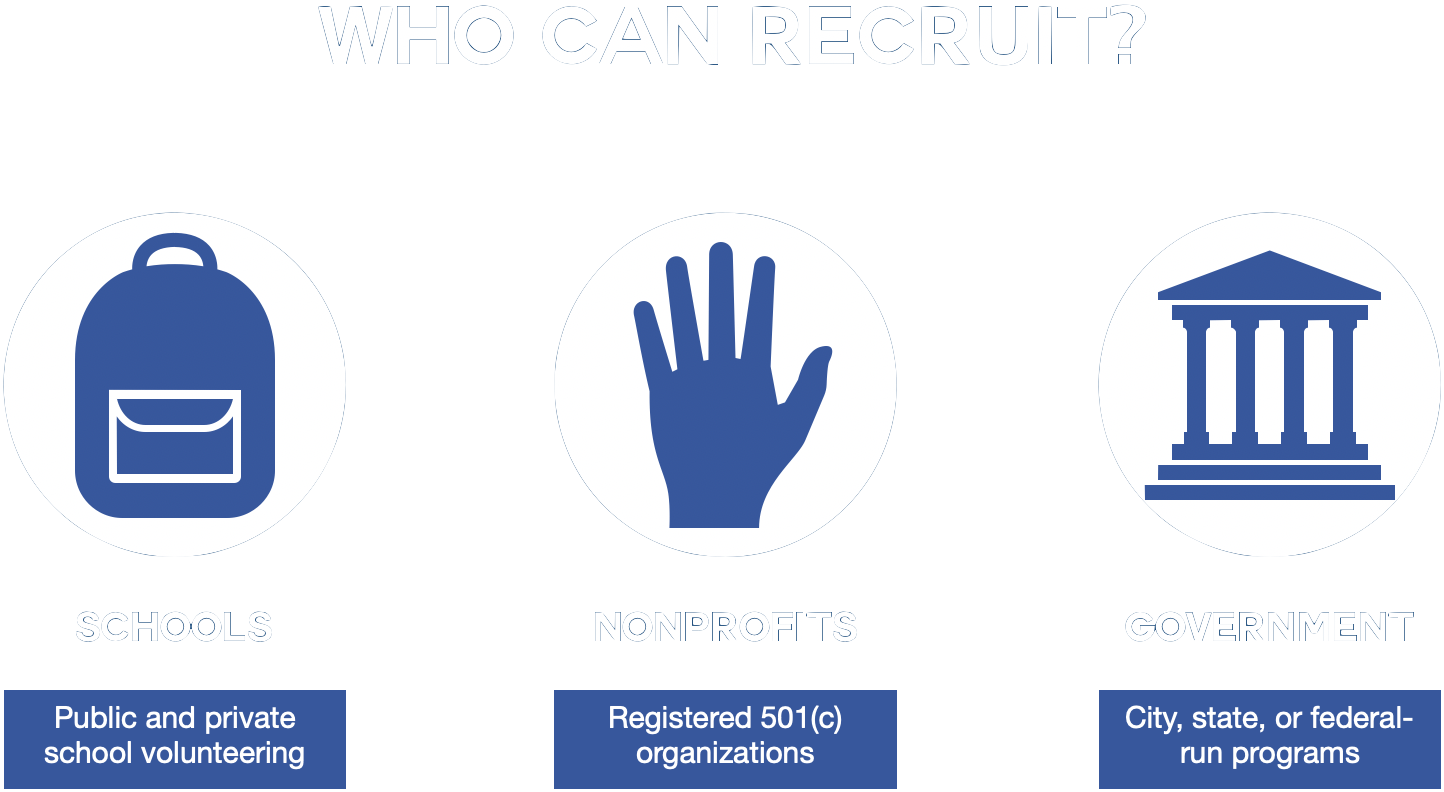 WHO CAN RECRUIT?
SCHOOLS
NONPROFITS
GOVERNMENT
Public and private
school volunteering
Registered 501(c)
organizations
City, state, or federal-
run programs